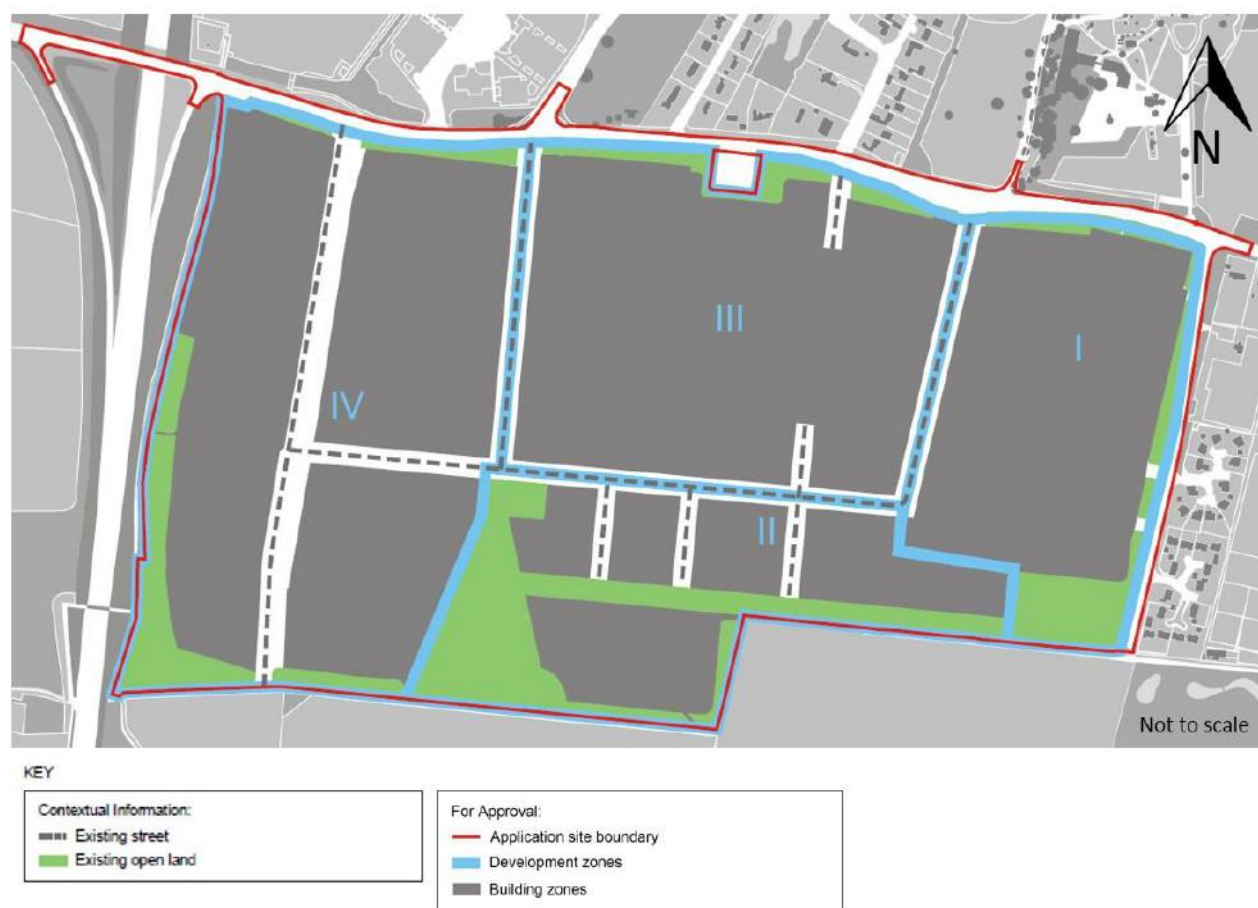 N
III
I
IV
II
Not to scale
KEY
Contextual Information:
Existing street
Existing open land
For Approval:
Application site boundary
Development zones
Building zones